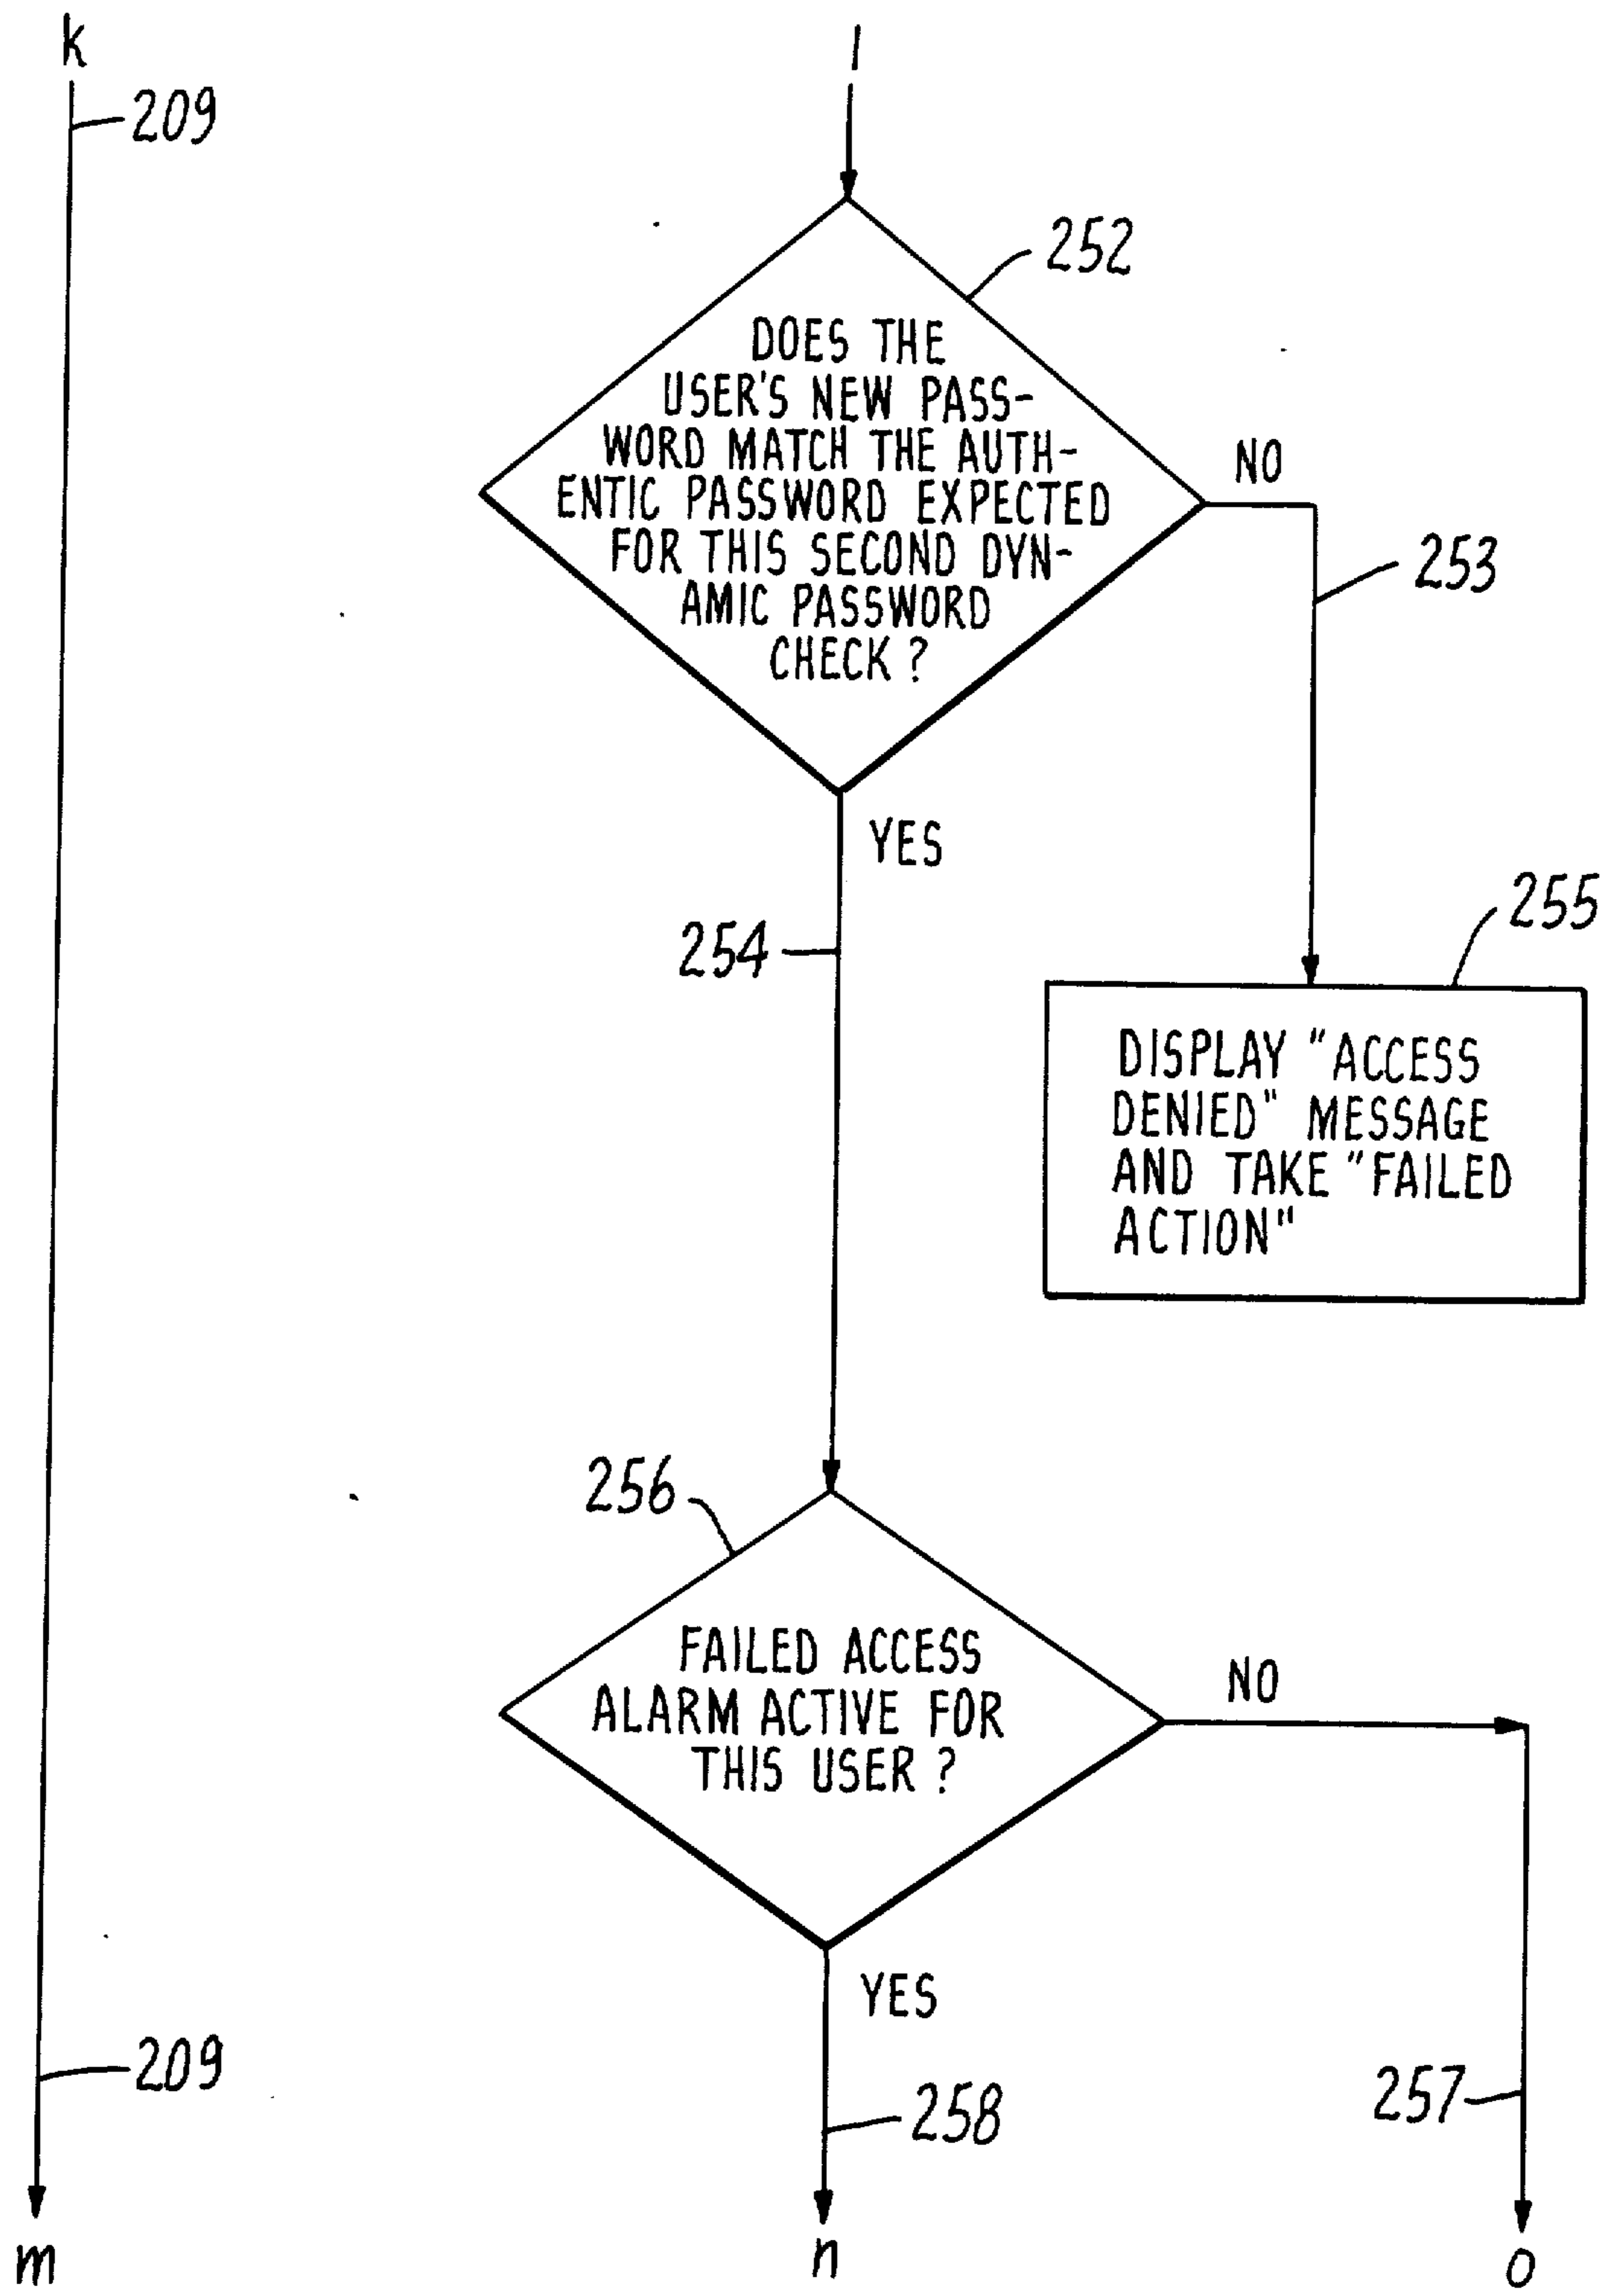 k
l
209
252
DOES THE
USER'S NEW PASS-
WORD MATCH THE AUTH-
ENTIC PASSWORD EXPECTED
FOR THIS SECOND DYN-
AMIC PASSWORD
CHECK ?
NO
253
YES
254
255
DISPLAY "ACCESS
DENIED" MESSAGE
AND TAKE "FAILED
ACTION"
256
FAILED ACCESS
ALARM ACTIVE FOR
THIS USER ?
NO
YES
209
258
257
m
n
o